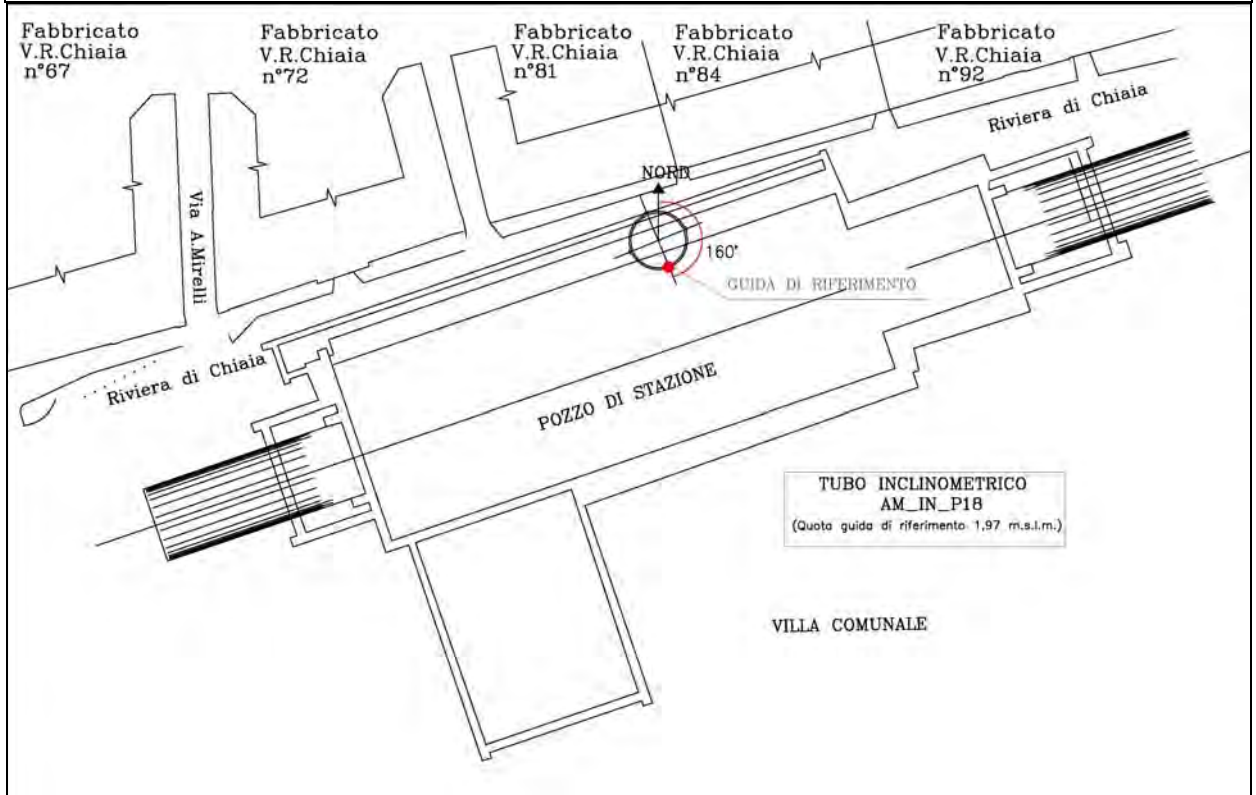 Fabbricato
V.R.Chiaia
n°67
Fabbricato
V.R.Chiaia
n°72
Fabbricato
V.R.Chiaia
n°81
Fabbricato
V.R.Chiaia
n°84
Fabbricato
V.R.Chiaia
n°92
Riviera di Chiaia
NORD
Via A.Mirelli
160°
GUIDA DI RIFERIMENTO
Riviera di Chiaia
POZZO DI STAZIONE
TUBO INCLINOMETRICO
AM_IN_P18
(Quota guida di riferimento 1,97 m.s.l.m.)
VILLA COMUNALE